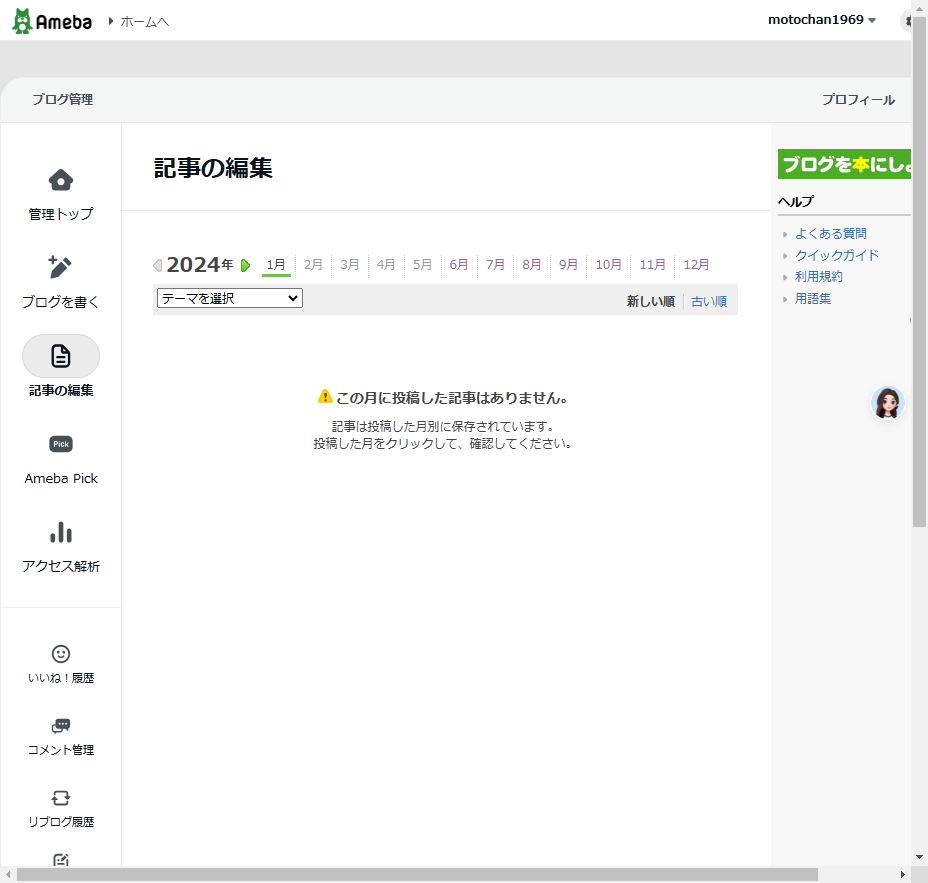 Ameba ホームへ motochan1969
ブログ管理 プロフィール
管理トップ
ブログを書く
記事の編集
Pick
Ameba Pick
アクセス解析
いいね！履歴
コメント管理
リブログ履歴
記事の編集
2024年 1月 2月 3月 4月 5月 6月 7月 8月 9月 10月 11月 12月
テーマを選択 新しい順 古い順
この月に投稿した記事はありません。
記事は投稿した月別に保存されています。
投稿した月をクリックして、確認してください。
ブログを本にし
ヘルプ
よくある質問
クイックガイド
利用規約
用語集